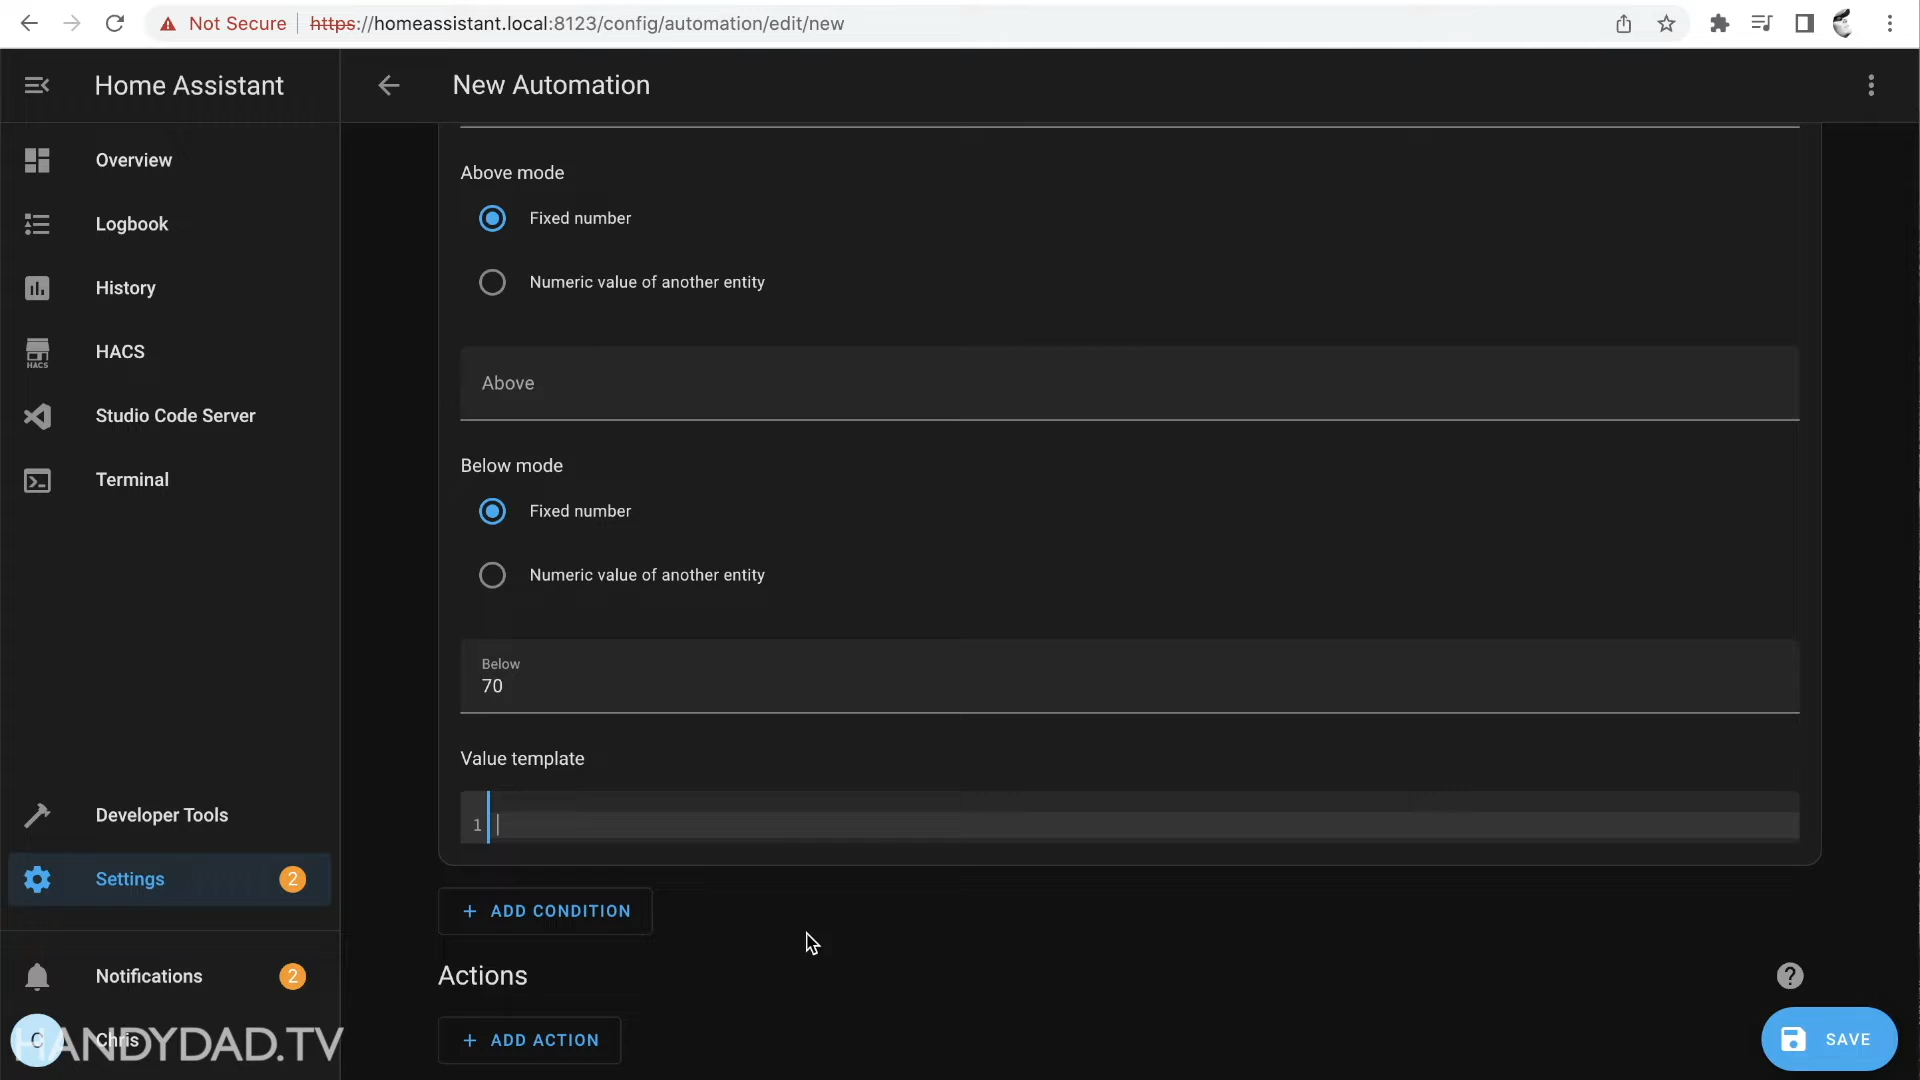 Not Secure
https://homeassistant.local:8123/config/automation/edit/new
Home Assistant
New Automation
Overview
Logbook
History
HACS
HACS
Studio Code Server
Terminal
Developer Tools
Settings
2
Notifications
2
C
Chris
HANDYDAD.TV
Above mode
Fixed number
Numeric value of another entity
Above
Below mode
Fixed number
Numeric value of another entity
Below
70
Value template
1
+ ADD CONDITION
Actions
?
+ ADD ACTION
SAVE